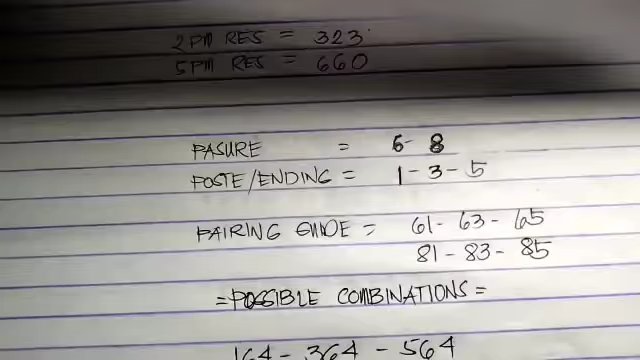 2PM RES = 323
5PM RES = 660
PASURE = 6- 8
POSTE/ENDING = 1-3-5
PAIRING GUIDE = 61-63-65
81-83-85
=POSSIBLE COMBINATIONS=
164-364-564